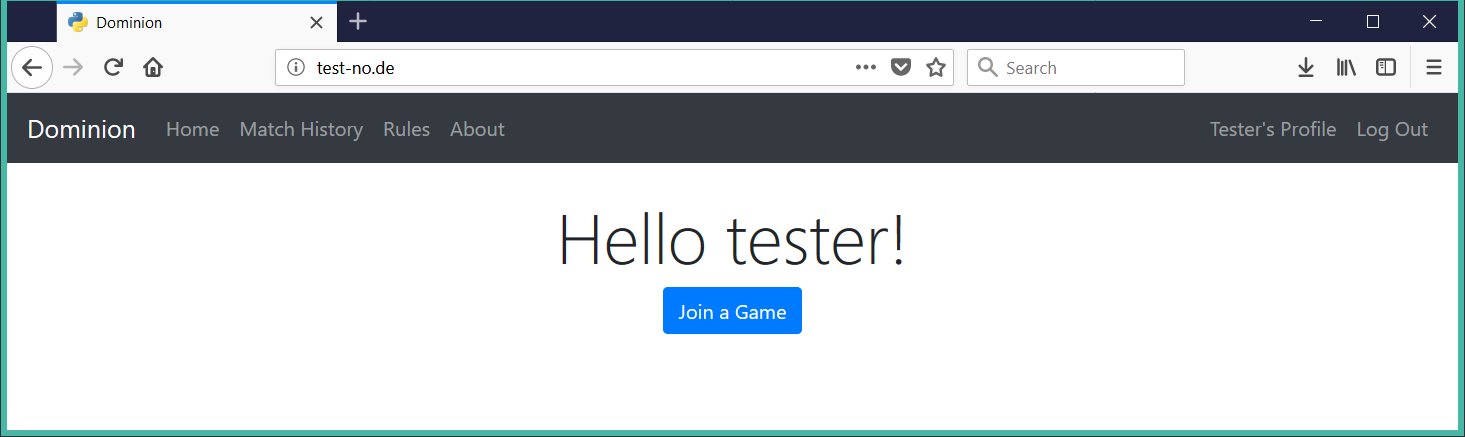 Dominion
test-no.de
Search
Dominion Home Match History Rules About Tester's Profile Log Out
Hello tester!
Join a Game